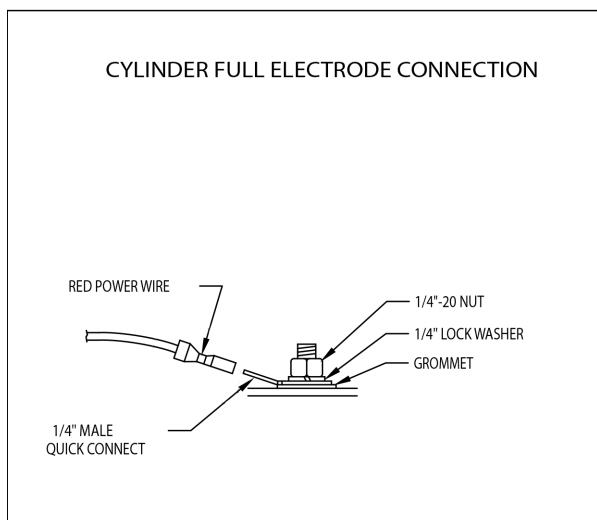 CYLINDER FULL ELECTRODE CONNECTION
RED POWER WIRE
1/4"-20 NUT
1/4" LOCK WASHER
GROMMET
1/4" MALE
QUICK CONNECT